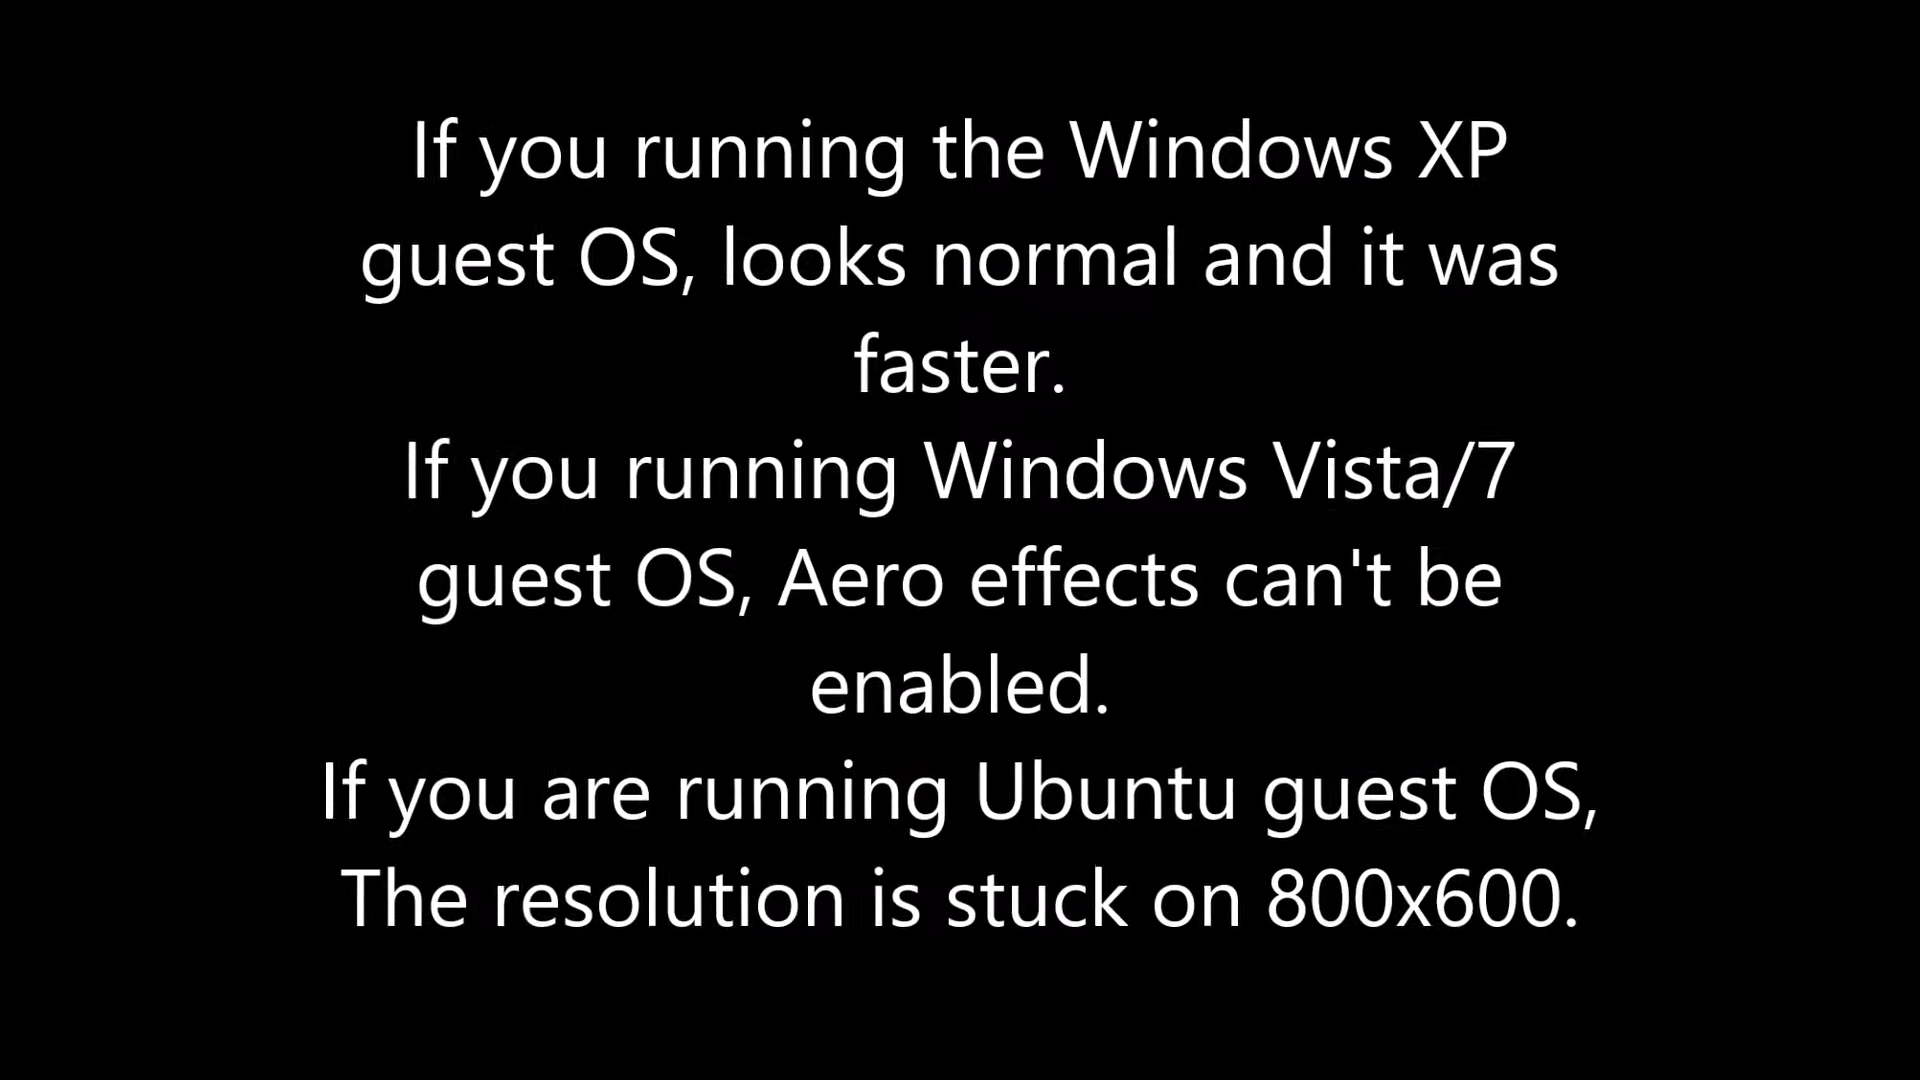 If you running the Windows XP
guest OS, looks normal and it was
faster.
If you running Windows Vista/7
guest OS, Aero effects can't be
enabled.
If you are running Ubuntu guest OS,
The resolution is stuck on 800x600.